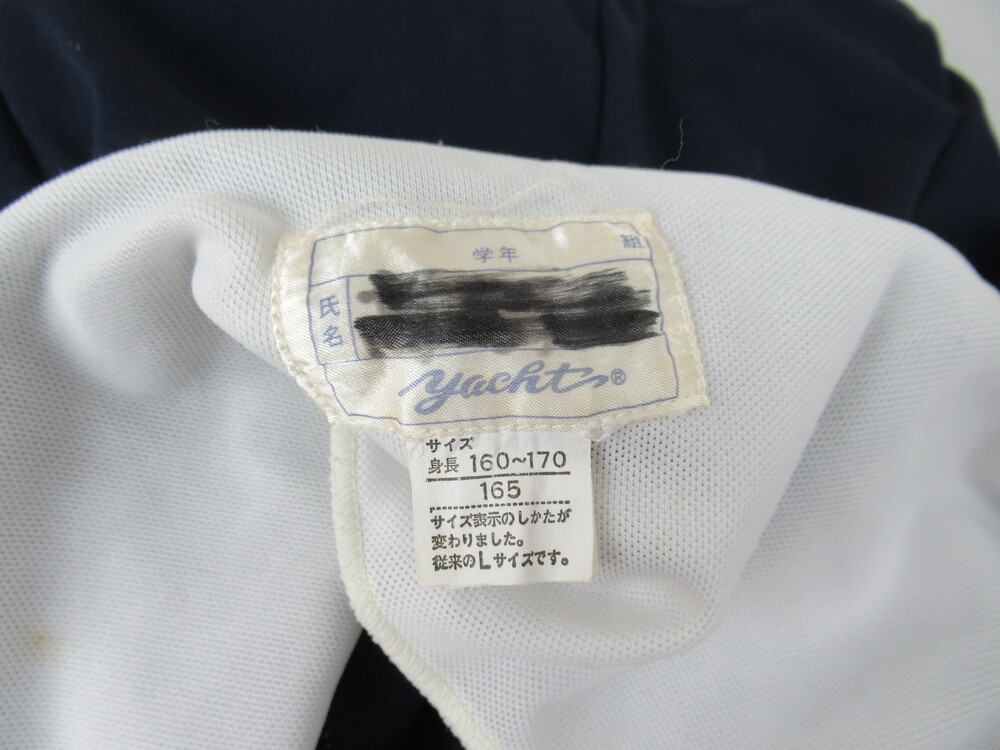 学年 組
氏名
yacht®
サイズ
身長 160~170
165
サイズ表示のしかたが
変わりました。
従来のLサイズです。